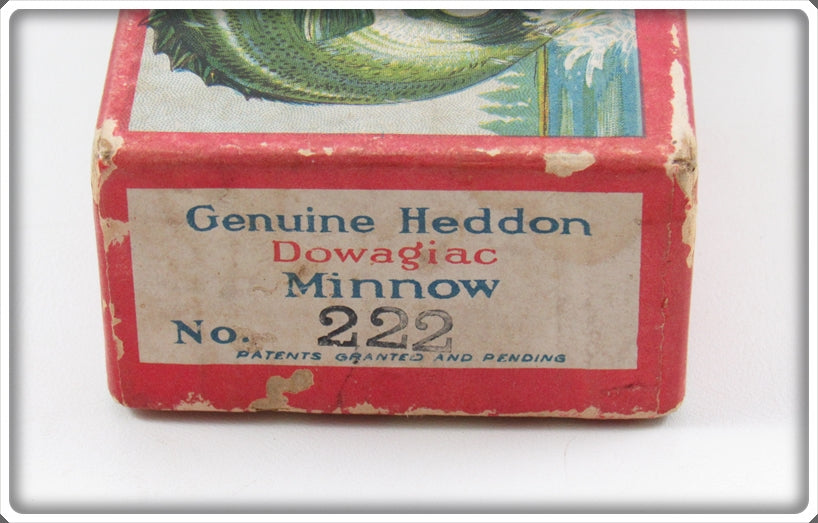 Genuine Heddon
Dowagiac
Minnow
No. 222
PATENTS GRANTED AND PENDING